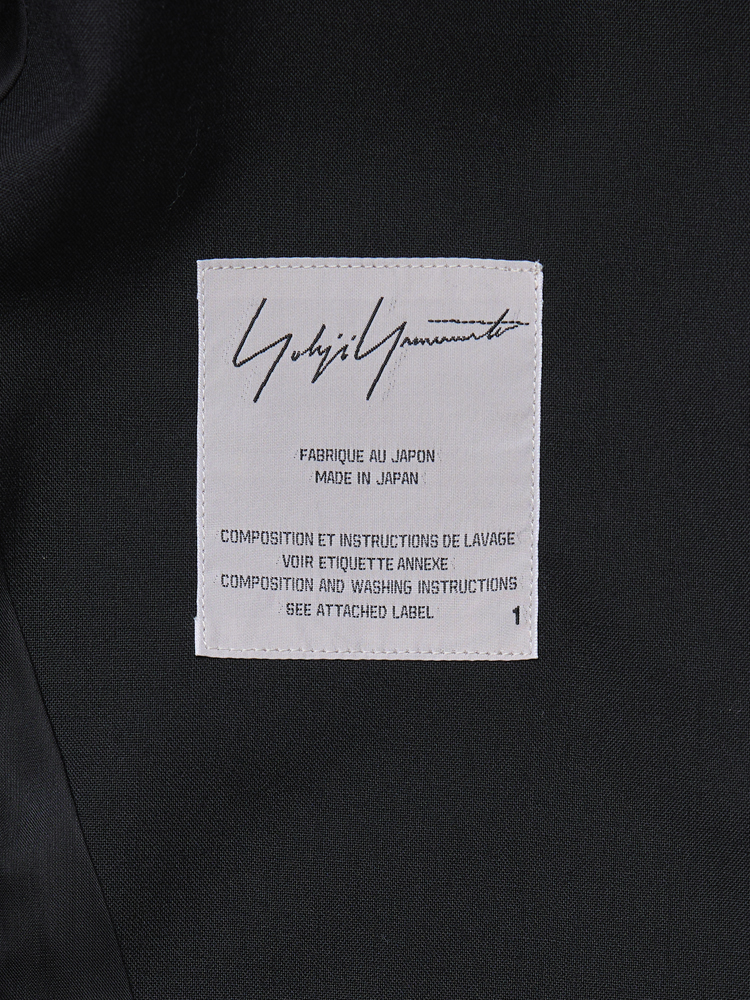 Yohji Yamamoto
FABRIQUE AU JAPON
MADE IN JAPAN
COMPOSITION ET INSTRUCTIONS DE LAVAGE
VOIR ETIQUETTE ANNEXE
COMPOSITION AND WASHING INSTRUCTIONS
SEE ATTACHED LABEL
1